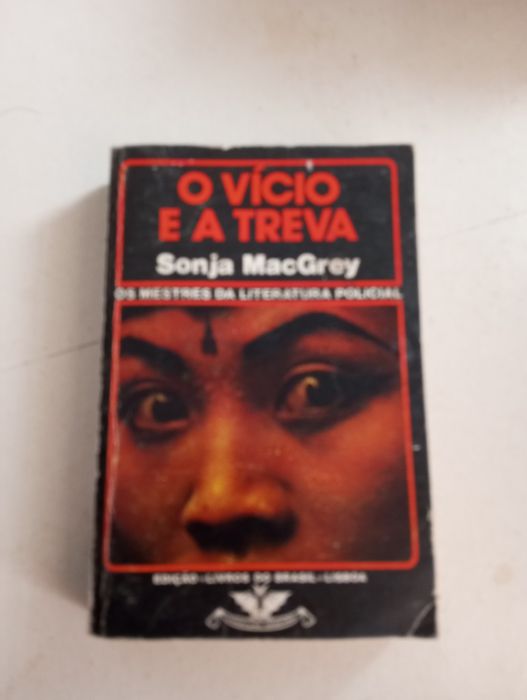 O VÍCIO
E A TREVA
Sonja MacGrey
OS MESTRES DA LITERATURA POLICIAL
EDIÇÃO - LIVROS DO BRASIL - LISBOA